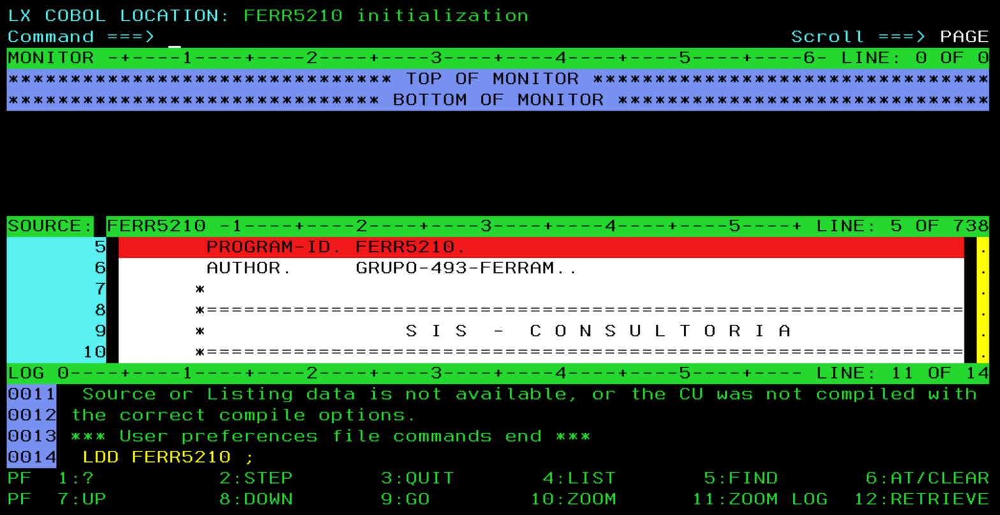 LX COBOL LOCATION: FERR5210 initialization
Command ===> _                                                  Scroll ===> PAGE
MONITOR -+----1----+----2----+----3----+----4----+----5----+----6- LINE: 0 OF 0
******************************* TOP OF MONITOR ********************************
****************************** BOTTOM OF MONITOR ******************************
SOURCE: FERR5210 -1----+----2----+----3----+----4----+----5----+ LINE: 5 OF 738
5        PROGRAM-ID. FERR5210.                                         .
6        AUTHOR.     GRUPO-493-FERRAM..                                .
7       *                                                              .
8       *============================================================= .
9       *                S I S - C O N S U L T O R I A                 .
10      *============================================================= .
LOG 0----+----1----+----2----+----3----+----4----+----5----+---- LINE: 11 OF 14
0011  Source or Listing data is not available, or the CU was not compiled with
0012 the correct compile options.
0013 *** User preferences file commands end ***
0014  LDD FERR5210 ;
PF  1:?          2:STEP       3:QUIT       4:LIST       5:FIND       6:AT/CLEAR
PF  7:UP         8:DOWN       9:GO        10:ZOOM      11:ZOOM LOG  12:RETRIEVE